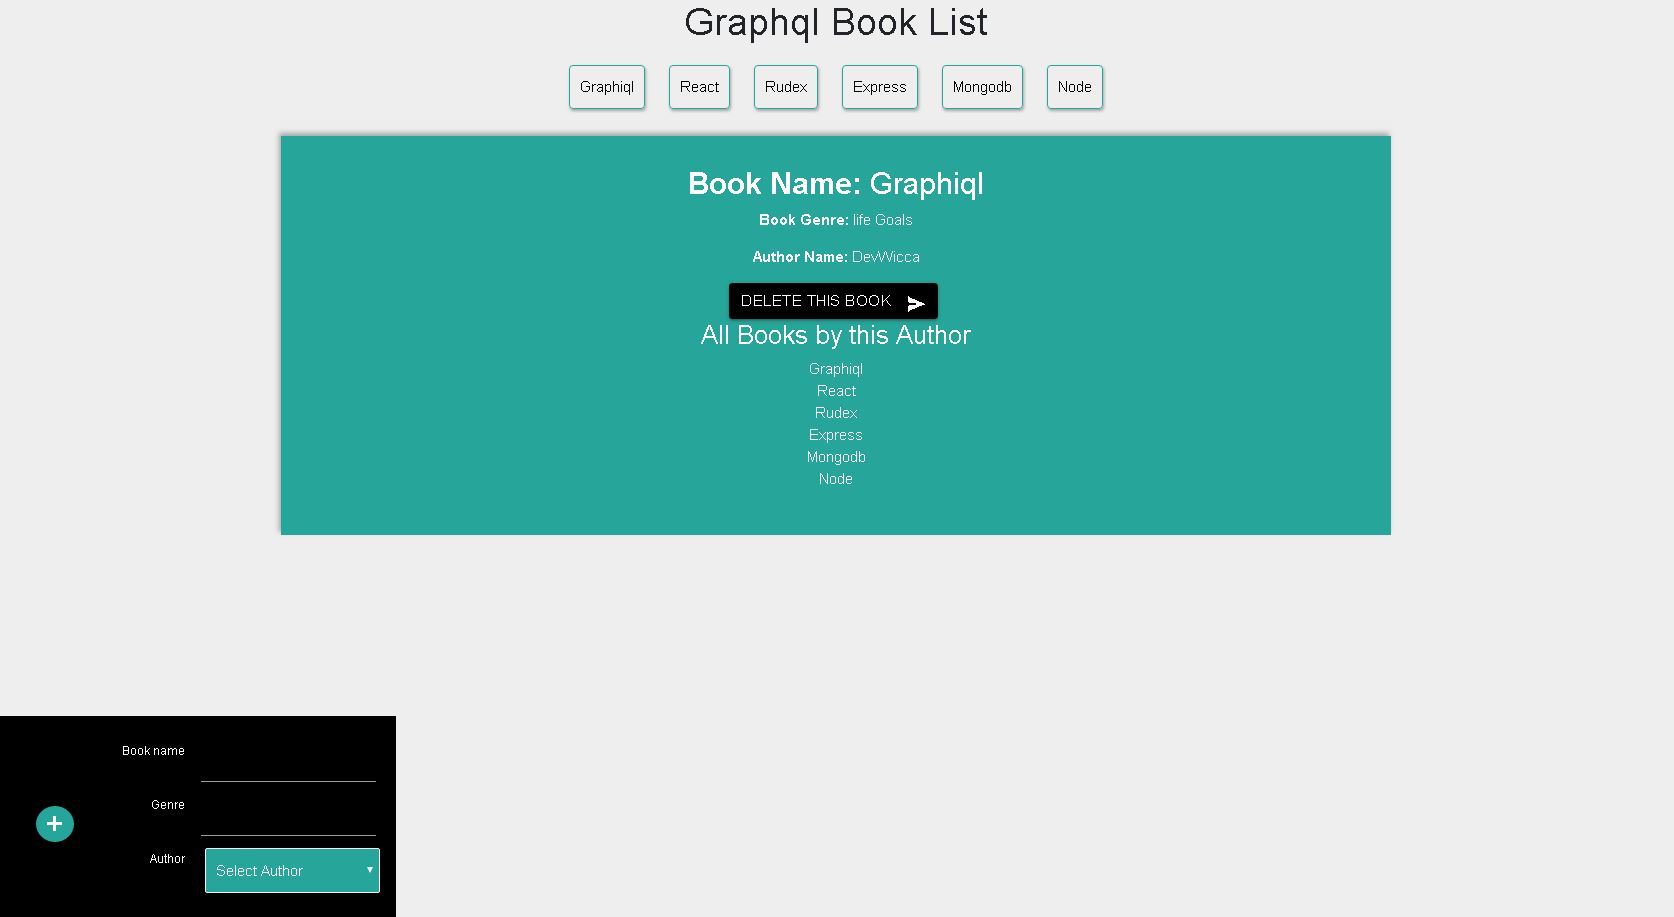 Graphql Book List
Graphiql React Rudex Express Mongodb Node
Book Name: Graphiql
Book Genre: life Goals
Author Name: DevWicca
DELETE THIS BOOK
All Books by this Author
Graphiql
React
Rudex
Express
Mongodb
Node
Book name
Genre
Author Select Author